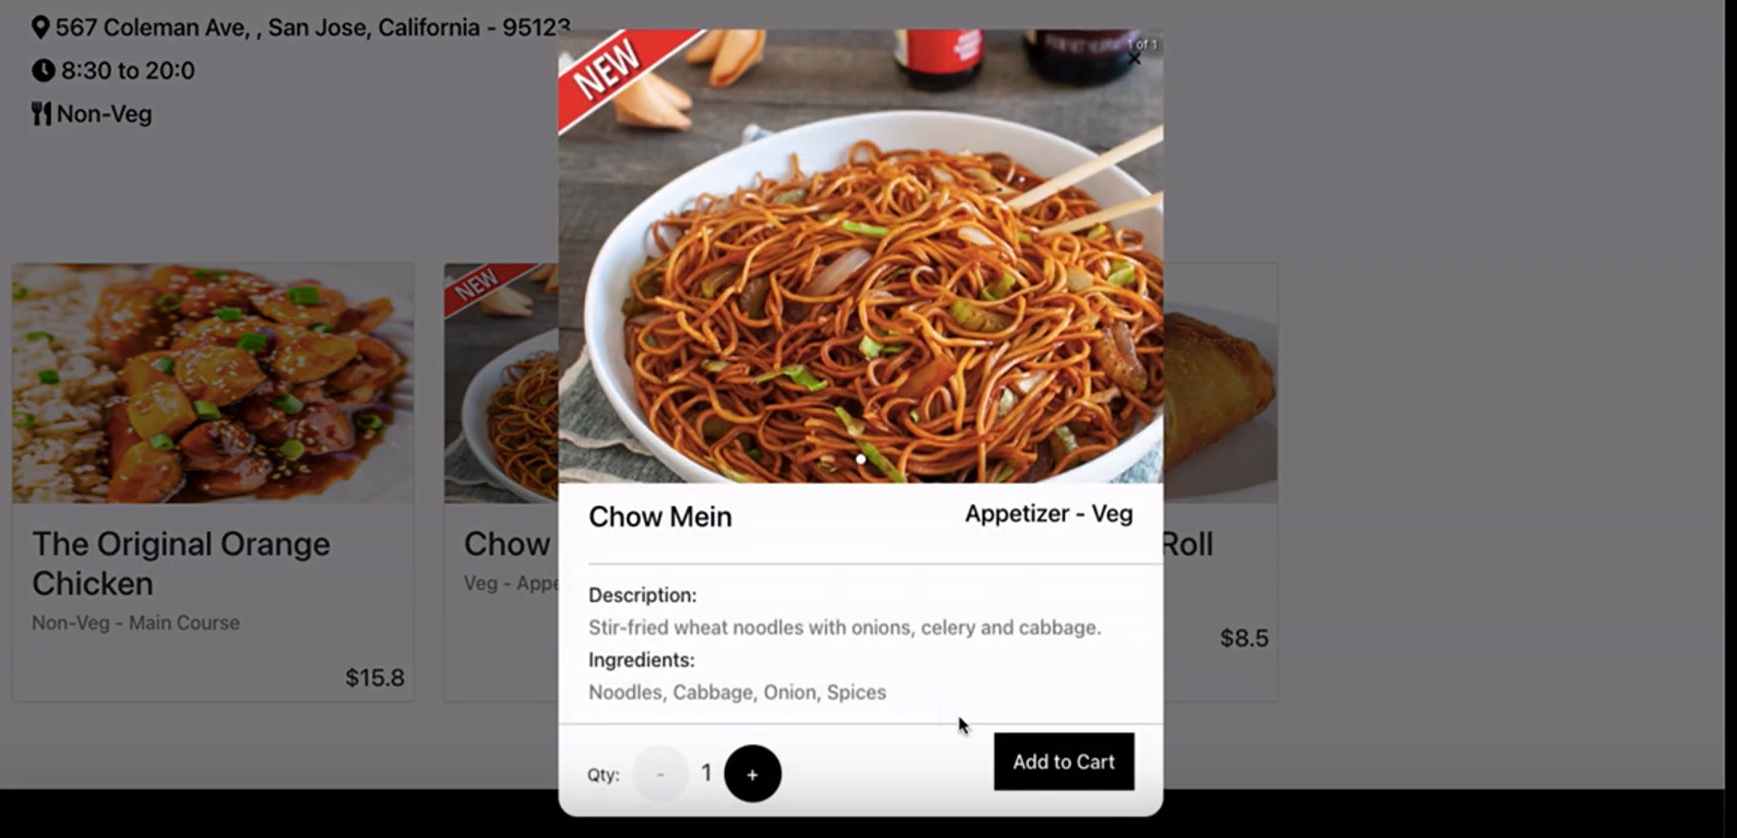 567 Coleman Ave, , San Jose, California - 95123
8:30 to 20:0
Non-Veg
NEW
1 of 1
×
NEW
The Original Orange
Chicken
Non-Veg - Main Course
$15.8
Chow
Veg - Appe
Roll
$8.5
Chow Mein
Appetizer - Veg
Description:
Stir-fried wheat noodles with onions, celery and cabbage.
Ingredients:
Noodles, Cabbage, Onion, Spices
Qty: - 1 +
Add to Cart